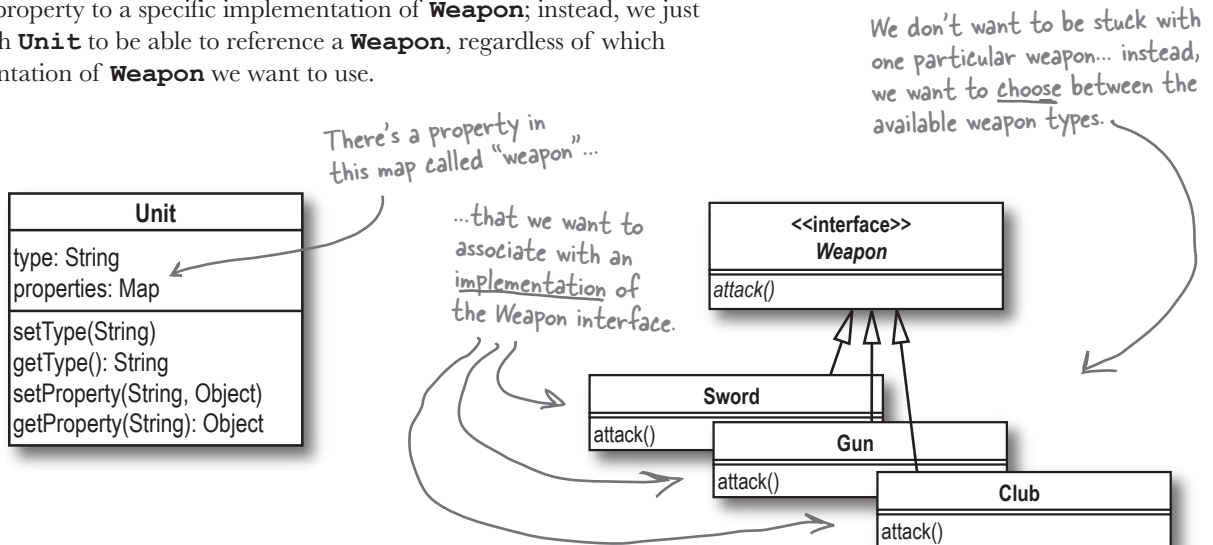 property to a specific implementation of Weapon; instead, we just
h Unit to be able to reference a Weapon, regardless of which
ntation of Weapon we want to use.
We don't want to be stuck with
one particular weapon... instead,
we want to choose between the
available weapon types.
There's a property in
this map called "weapon"...
...that we want to
associate with an
implementation of
the Weapon interface.
Unit
type: String
properties: Map
setType(String)
getType(): String
setProperty(String, Object)
getProperty(String): Object
<<interface>>
Weapon
attack()
Sword
attack()
Gun
attack()
Club
attack()